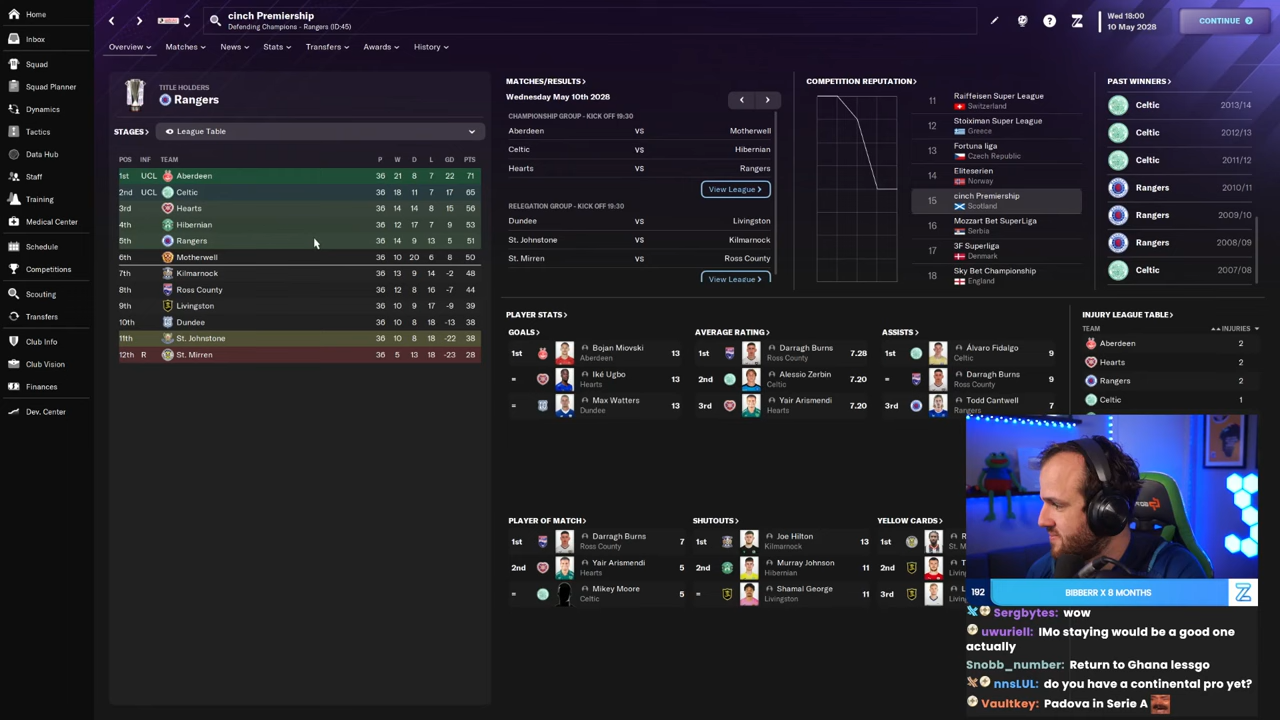 Home
Inbox
Squad
Squad Planner
Dynamics
Tactics
Data Hub
Staff
Training
Medical Center
Schedule
Competitions
Scouting
Transfers
Club Info
Club Vision
Finances
Dev. Center
cinch Premiership
Defending Champions - Rangers (ID:45)
Wed 18:00
10 May 2028
CONTINUE
Overview
Matches
News
Stats
Transfers
Awards
History
TITLE HOLDERS
Rangers
STAGES
League Table
POS INF TEAM P W D L GD PTS
1st UCL Aberdeen 36 21 8 7 22 71
2nd UCL Celtic 36 18 11 7 17 65
3rd Hearts 36 14 14 8 15 56
4th Hibernian 36 12 17 7 9 53
5th Rangers 36 14 9 13 5 51
6th Motherwell 36 10 20 6 8 50
7th Kilmarnock 36 13 9 14 -2 48
8th Ross County 36 12 8 16 -7 44
9th Livingston 36 10 9 17 -9 39
10th Dundee 36 10 8 18 -13 38
11th St. Johnstone 36 10 8 18 -22 38
12th R St. Mirren 36 5 13 18 -23 28
MATCHES/RESULTS
Wednesday May 10th 2028
CHAMPIONSHIP GROUP - KICK OFF 19:30
Aberdeen VS Motherwell
Celtic VS Hibernian
Hearts VS Rangers
View League
RELEGATION GROUP - KICK OFF 19:30
Dundee VS Livingston
St. Johnstone VS Kilmarnock
St. Mirren VS Ross County
View League
COMPETITION REPUTATION
11 Raiffeisen Super League
Switzerland
12 Stoiximan Super League
Greece
13 Fortuna liga
Czech Republic
14 Eliteserien
Norway
15 cinch Premiership
Scotland
16 Mozzart Bet SuperLiga
Serbia
17 3F Superliga
Denmark
18 Sky Bet Championship
England
PAST WINNERS
Celtic 2013/14
Celtic 2012/13
Celtic 2011/12
Rangers 2010/11
Rangers 2009/10
Rangers 2008/09
Celtic 2007/08
PLAYER STATS
GOALS
1st Bojan Miovski 13
Aberdeen
= Iké Ugbo 13
Hearts
= Max Watters 13
Dundee
AVERAGE RATING
1st Darragh Burns 7.28
Ross County
2nd Alessio Zerbin 7.20
Celtic
3rd Yair Arismendi 7.20
Hearts
ASSISTS
1st Álvaro Fidalgo 9
Celtic
= Darragh Burns 9
Ross County
3rd Todd Cantwell 7
Rangers
INJURY LEAGUE TABLE
TEAM INJURIES
Aberdeen 2
Hearts 2
Rangers 2
Celtic 1
PLAYER OF MATCH
1st Darragh Burns 7
Ross County
2nd Yair Arismendi 5
Hearts
= Mikey Moore 5
Celtic
SHUTOUTS
1st Joe Hilton 13
Kilmarnock
2nd Murray Johnson 11
Hibernian
= Shamal George 11
Livingston
YELLOW CARDS
1st
2nd
3rd
192 BIBBERR X 8 MONTHS
Sergbytes: wow
uwuriell: IMo staying would be a good one
actually
Snobb_number: Return to Ghana lessgo
nnsLUL: do you have a continental pro yet?
Vaultkey: Padova in Serie A